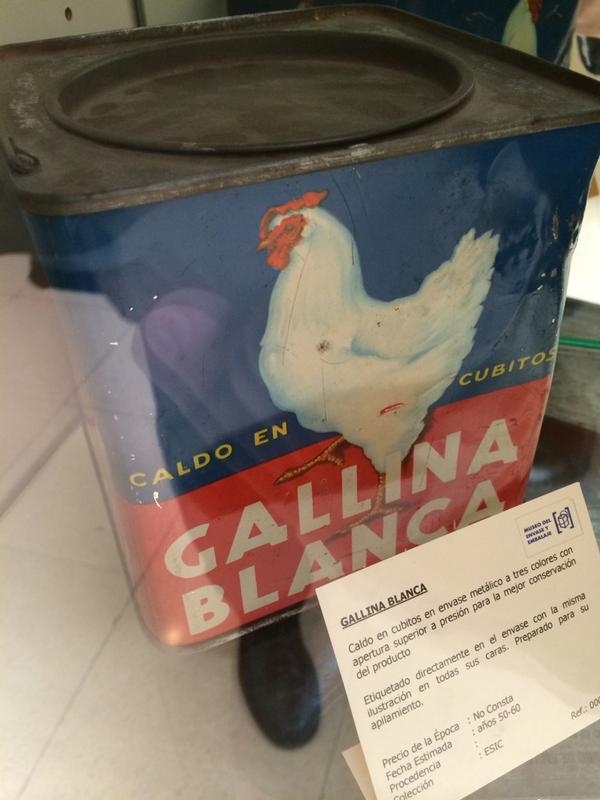 CALDO EN CUBITOS
GALLINA
BLANCA
MUSEO DEL
ENVASE Y
EMBALAJE
GALLINA BLANCA
Caldo en cubitos en envase metálico a tres colores con
apertura superior a presión para la mejor conservación
del producto
Etiquetado directamente en el envase con la misma
ilustración en todas sus caras. Preparado para su
apilamiento.
Precio de la Época : No Consta
Fecha Estimada : años 50-60
Procedencia :
Colección : ESIC
Ref.: 000